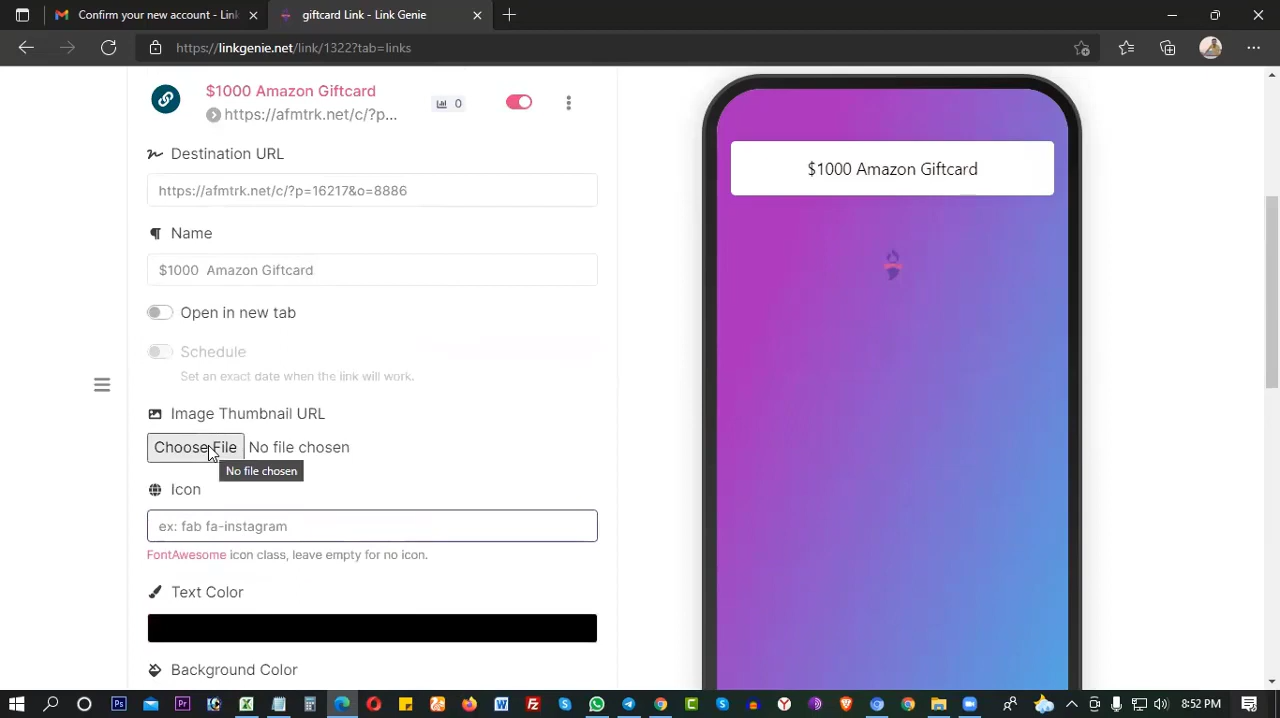 Confirm your new account - Link
giftcard Link - Link Genie
https://linkgenie.net/link/1322?tab=links
$1000 Amazon Giftcard
https://afmtrk.net/c/?p...
0
Destination URL
https://afmtrk.net/c/?p=16217&o=8886
Name
$1000  Amazon Giftcard
Open in new tab
Schedule
Set an exact date when the link will work.
Image Thumbnail URL
Choose File No file chosen
No file chosen
Icon
ex: fab fa-instagram
FontAwesome icon class, leave empty for no icon.
Text Color
Background Color
$1000 Amazon Giftcard
8:52 PM